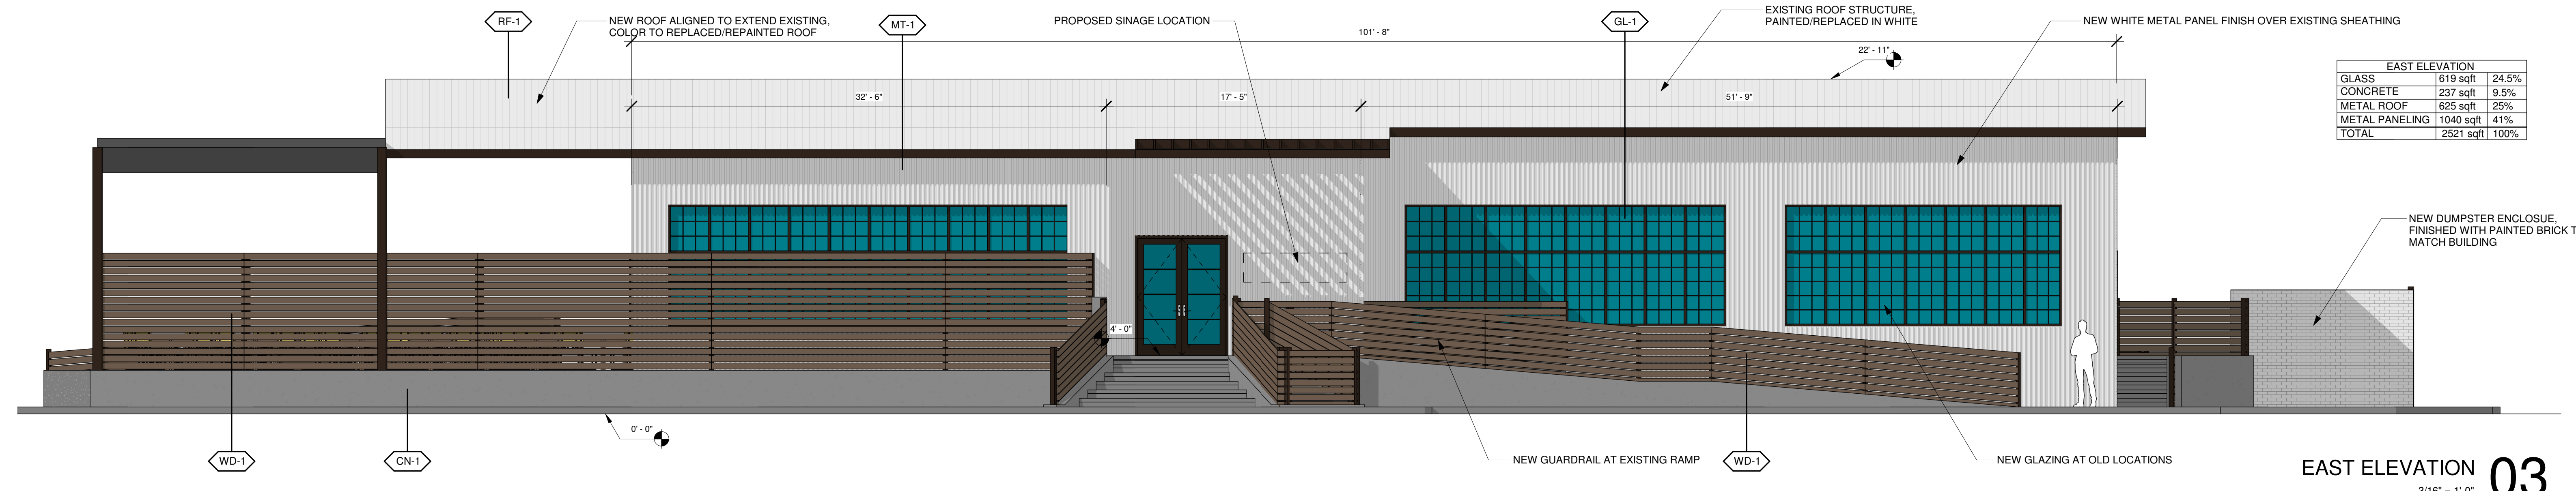 RF-1
NEW ROOF ALIGNED TO EXTEND EXISTING,
COLOR TO REPLACED/REPAINTED ROOF
MT-1
PROPOSED SINAGE LOCATION
GL-1
EXISTING ROOF STRUCTURE,
PAINTED/REPLACED IN WHITE
NEW WHITE METAL PANEL FINISH OVER EXISTING SHEATHING
101' - 8"
22' - 11"
32' - 6"
17' - 5"
51' - 9"
EAST ELEVATION
GLASS 619 sqft 24.5%
CONCRETE 237 sqft 9.5%
METAL ROOF 625 sqft 25%
METAL PANELING 1040 sqft 41%
TOTAL 2521 sqft 100%
NEW DUMPSTER ENCLOSUE,
FINISHED WITH PAINTED BRICK T
MATCH BUILDING
4' - 0"
0' - 0"
WD-1
CN-1
NEW GUARDRAIL AT EXISTING RAMP
WD-1
NEW GLAZING AT OLD LOCATIONS
EAST ELEVATION 03
3/16" = 1'-0"